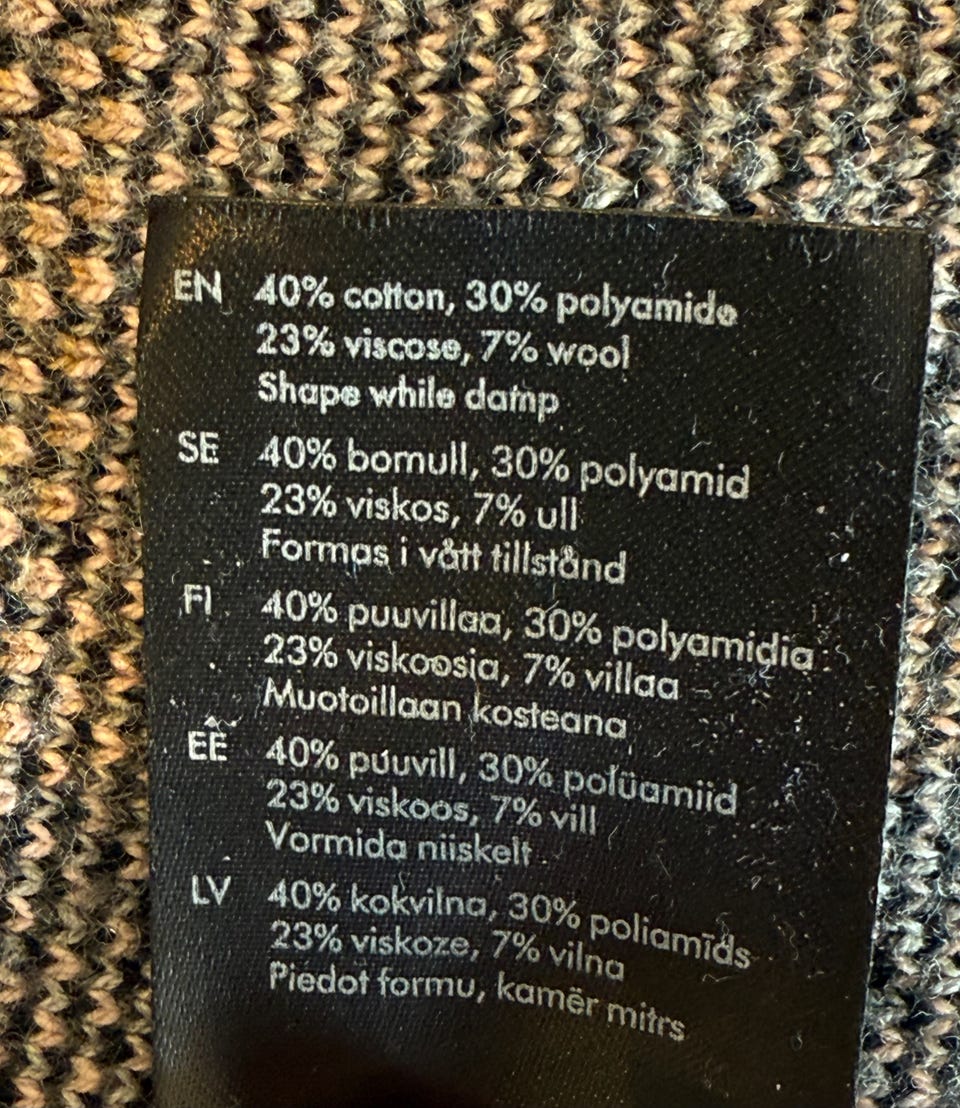 EN 40% cotton, 30% polyamide
23% viscose, 7% wool
Shape while damp
SE 40% bomull, 30% polyamid
23% viskos, 7% ull
Formas i vått tillstånd
FI 40% puuvillaa, 30% polyamidia
23% viskoosia, 7% villaa
Muotoillaan kosteana
EE 40% puuvill, 30% polüamiid
23% viskoos, 7% vill
Vormida niiskelt
LV 40% kokvilna, 30% poliamīds
23% viskoze, 7% vilna
Piedot formu, kamēr mitrs